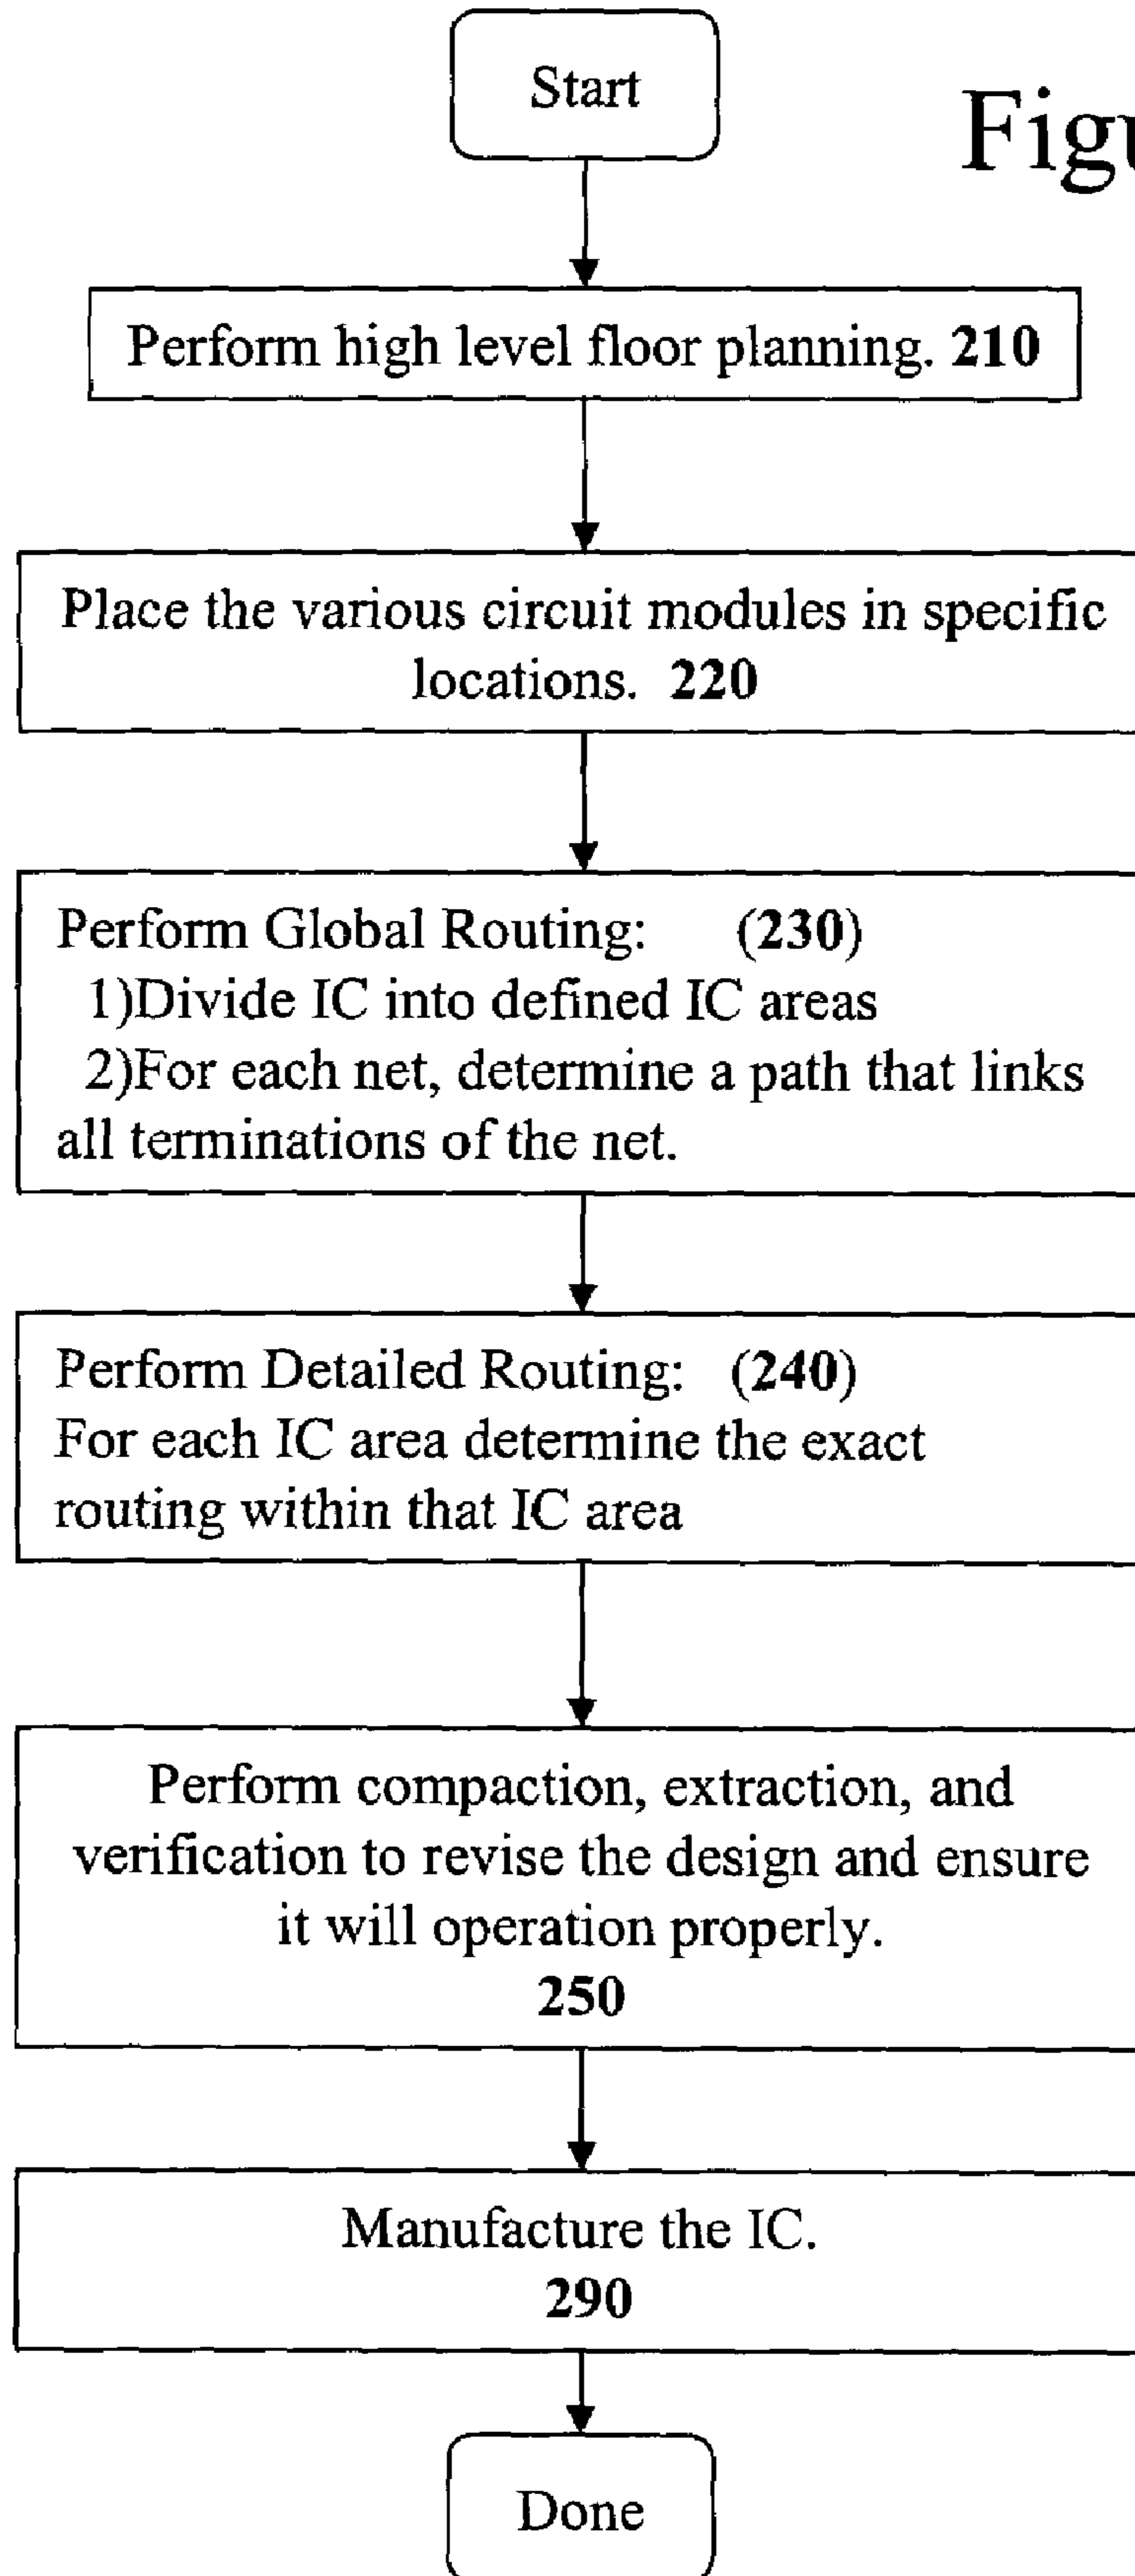 Start
Figu
Perform high level floor planning. 210
Place the various circuit modules in specific
locations. 220
Perform Global Routing: (230)
1)Divide IC into defined IC areas
2)For each net, determine a path that links
all terminations of the net.
Perform Detailed Routing: (240)
For each IC area determine the exact
routing within that IC area
Perform compaction, extraction, and
verification to revise the design and ensure
it will operation properly.
250
Manufacture the IC.
290
Done